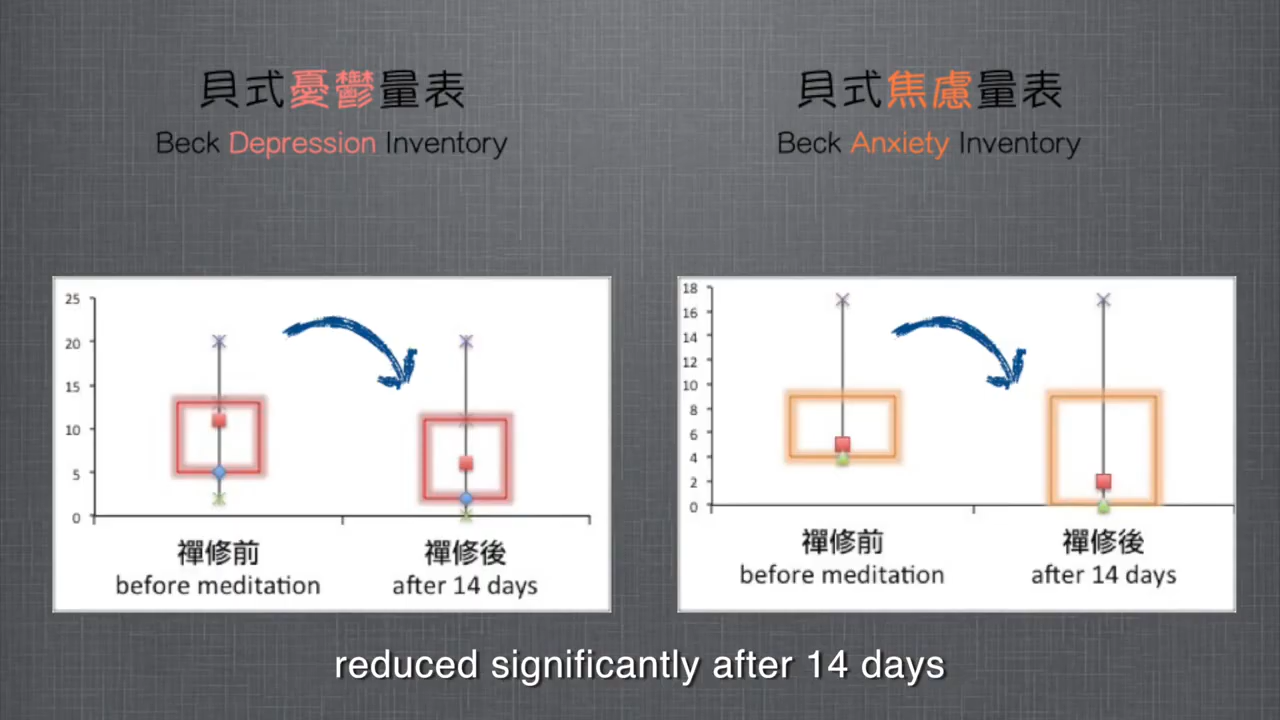 貝式憂鬱量表
Beck Depression Inventory
貝式焦慮量表
Beck Anxiety Inventory
25
20
15
10
5
0
禪修前
before meditation
禪修後
after 14 days
18
16
14
12
10
8
6
4
2
0
禪修前
before meditation
禪修後
after 14 days
reduced significantly after 14 days